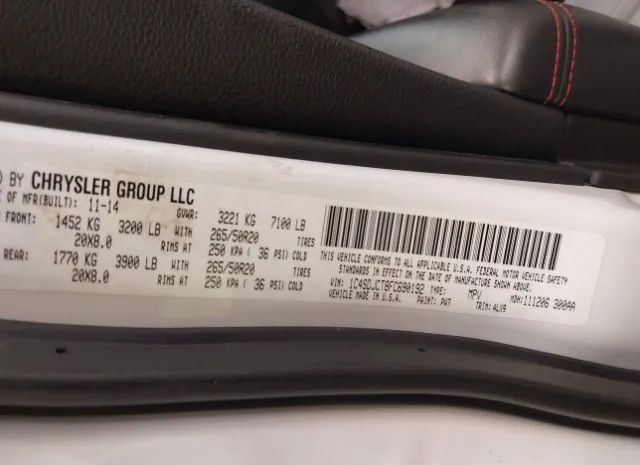 BY CHRYSLER GROUP LLC
OF MFR(BUILT): 11-14 GVWR: 3221 KG 7100 LB
FRONT: 1452 KG 3200 LB WITH 265/50R20 TIRES
20X8.0 RIMS AT 250 KPA ( 36 PSI) COLD
REAR: 1770 KG 3900 LB WITH 265/50R20 TIRES
20X8.0 RIMS AT 250 KPA ( 36 PSI) COLD
THIS VEHICLE CONFORMS TO ALL APPLICABLE U.S.A. FEDERAL MOTOR VEHICLE SAFETY
STANDARDS IN EFFECT ON THE DATE OF MANUFACTURE SHOWN ABOVE.
VIN: 1C4SDJCT8FC690192 TYPE: MPV MDH: 111206 300AA
VEHICLE MADE IN U.S.A. PAINT: PW7 TRIM: ALX9